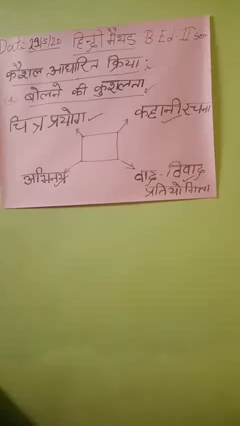 Date 29/5/20 हिन्दी मैथड B.Ed-II Sem
कौशल आधारित क्रिया:
बोलने की कुशलता
चित्र प्रयोग
कहानी रचना
अभिनय
वाद-विवाद
प्रतियोगिता